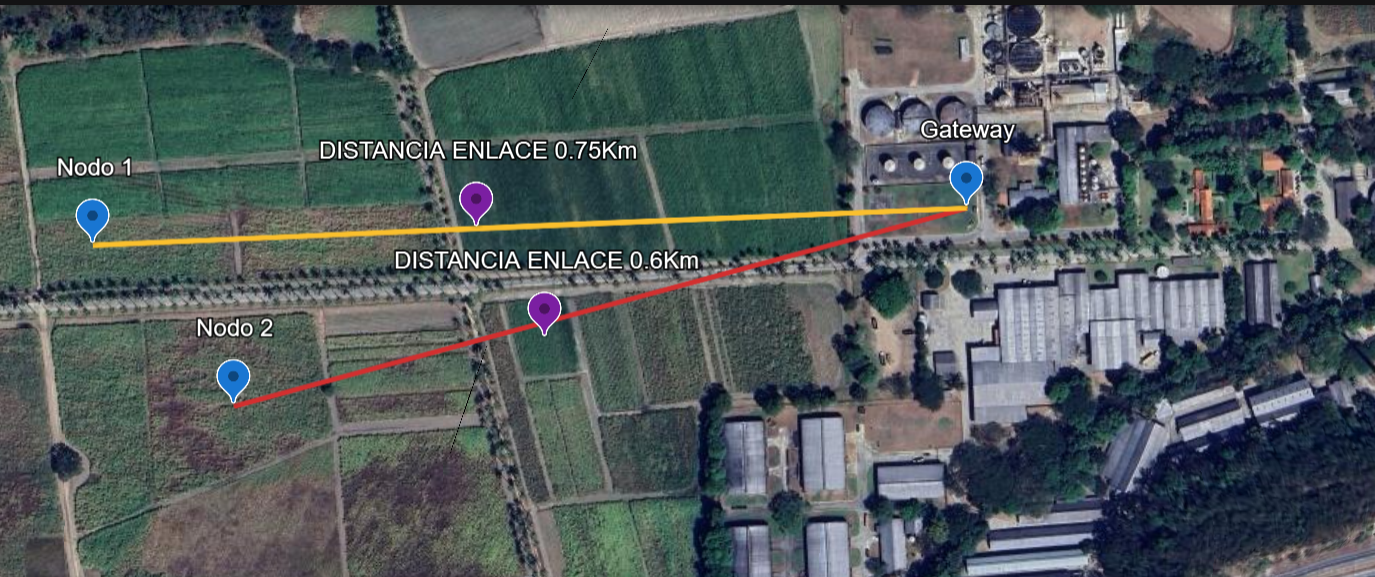 Gateway
DISTANCIA ENLACE 0.75Km
Nodo 1
DISTANCIA ENLACE 0.6Km
Nodo 2